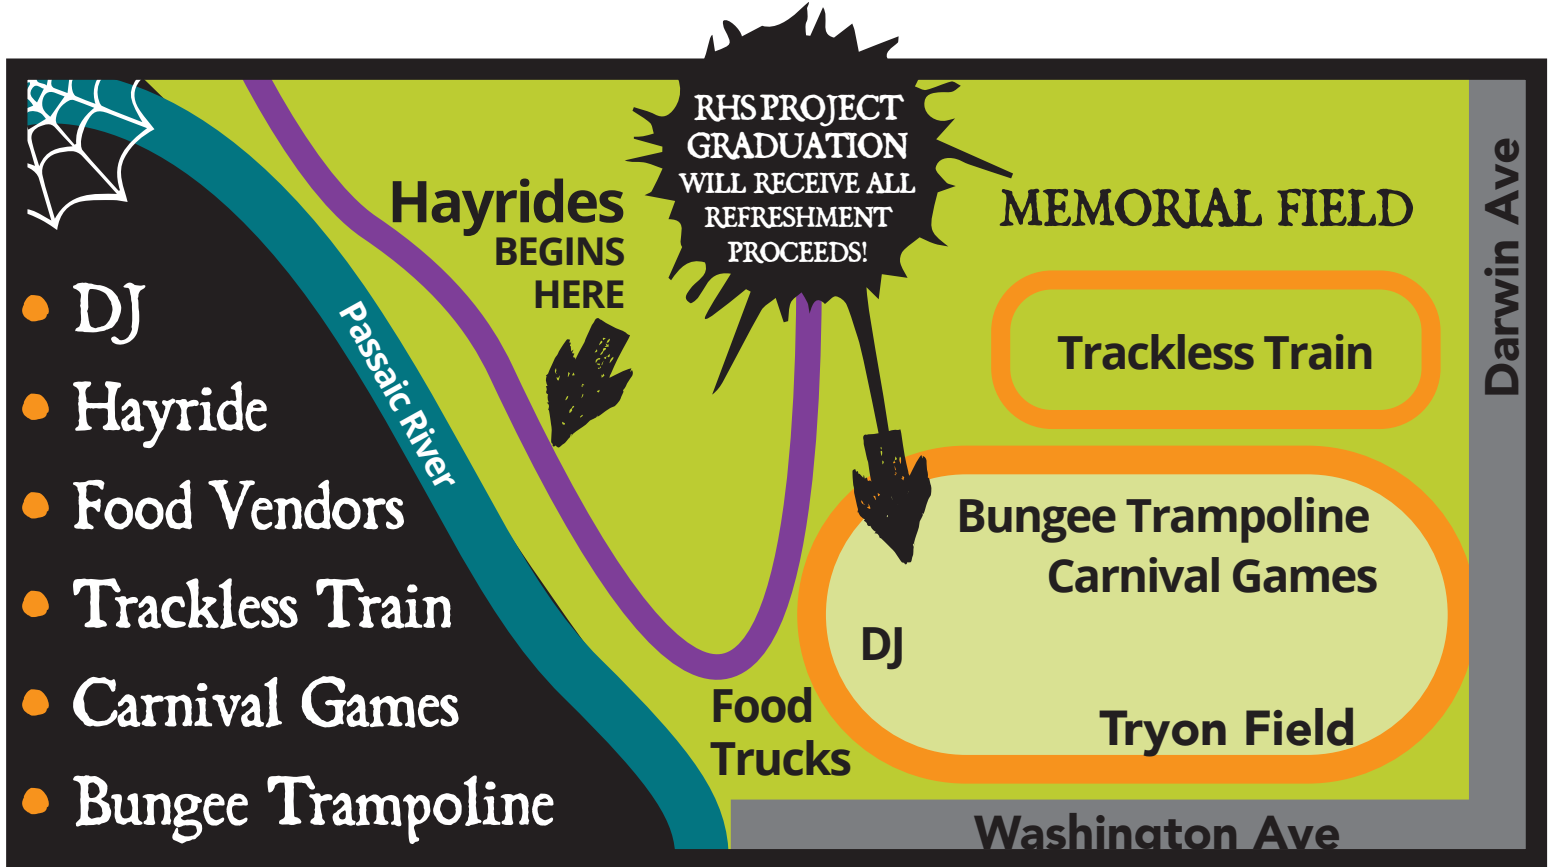 RHS PROJECT
GRADUATION
WILL RECEIVE ALL
REFRESHMENT
PROCEEDS!
Hayrides
BEGINS
HERE
MEMORIAL FIELD
Darwin Ave
Trackless Train
Passaic River
DJ
Hayride
Food Vendors
Trackless Train
Carnival Games
Bungee Trampoline
Bungee Trampoline
Carnival Games
DJ
Tryon Field
Food
Trucks
Washington Ave